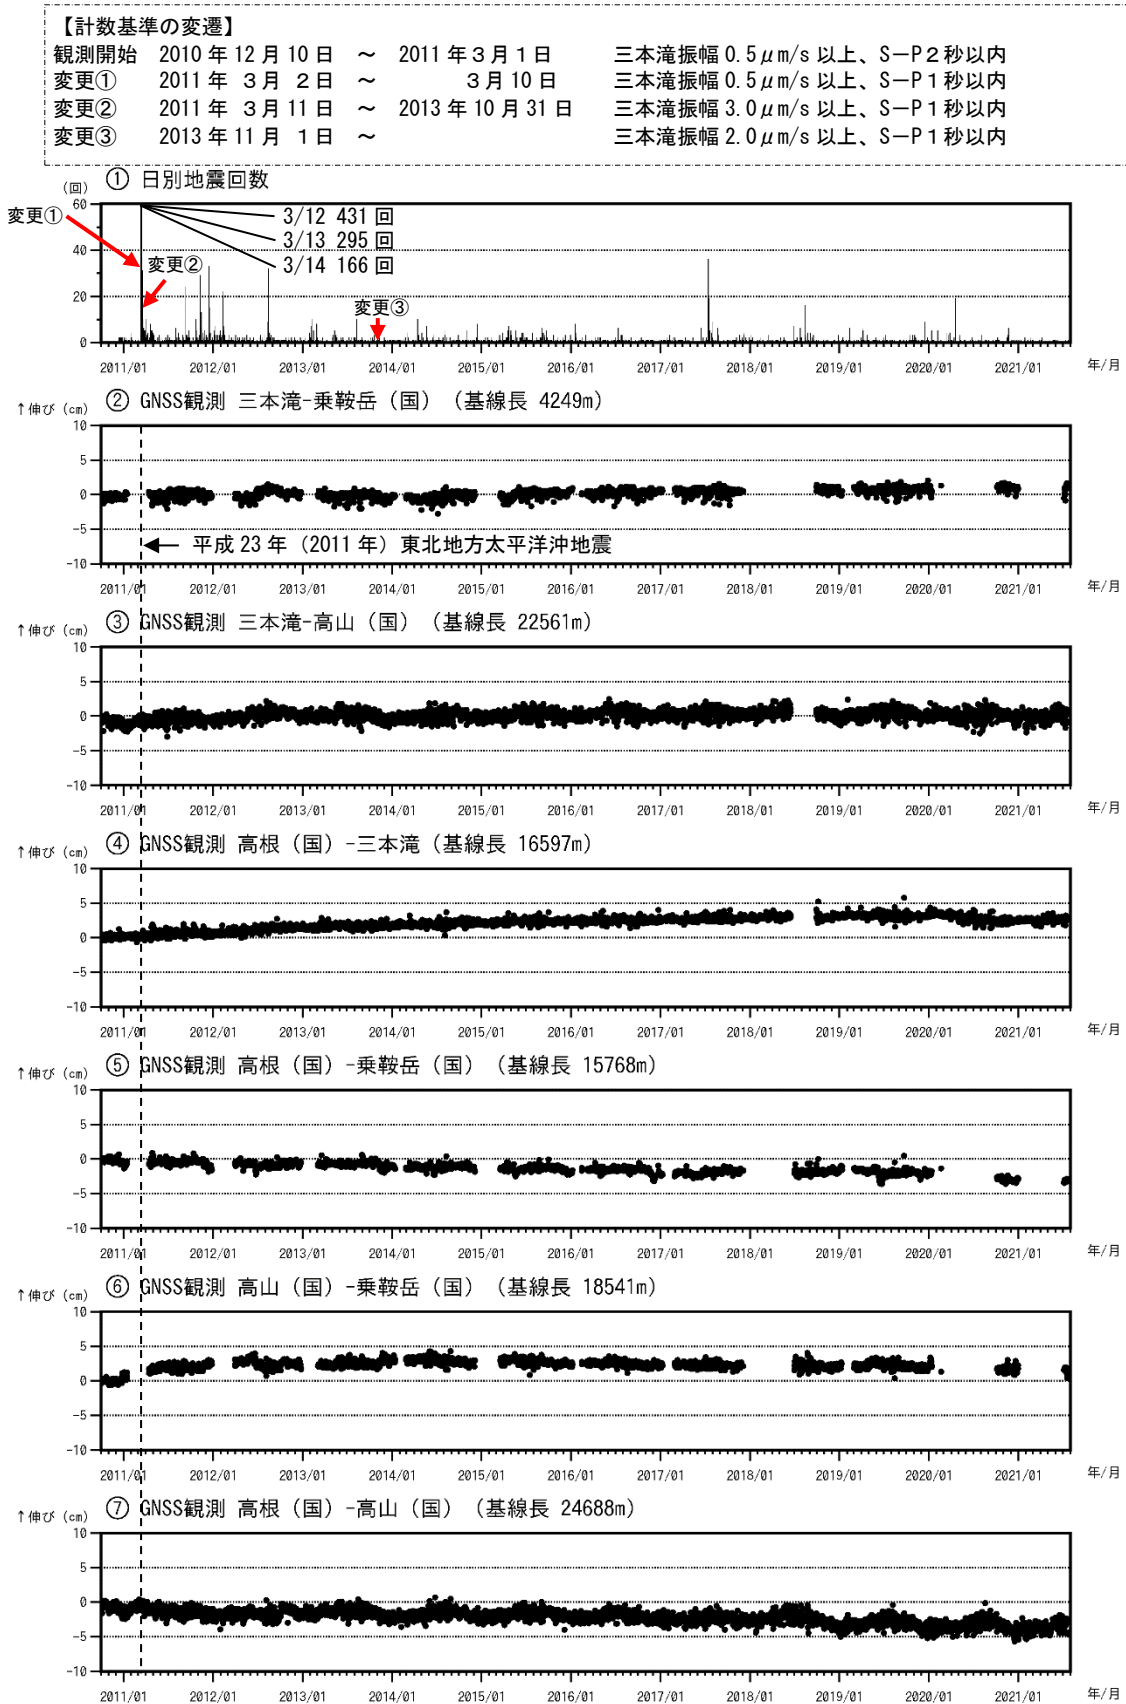 【計数基準の変遷】
観測開始 2010年12月10日 ～ 2011年3月1日 三本滝振幅0.5μm/s以上、S－P2秒以内
変更① 2011年 3月 2日 ～ 3月10日 三本滝振幅0.5μm/s以上、S－P1秒以内
変更② 2011年 3月11日 ～ 2013年10月31日 三本滝振幅3.0μm/s以上、S－P1秒以内
変更③ 2013年11月 1日 ～ 三本滝振幅2.0μm/s以上、S－P1秒以内
① 日別地震回数
(回)
60
40
20
0
変更①
変更②
変更③
3/12 431回
3/13 295回
3/14 166回
2011/01 2012/01 2013/01 2014/01 2015/01 2016/01 2017/01 2018/01 2019/01 2020/01 2021/01 年/月
② GNSS観測 三本滝-乗鞍岳（国）（基線長 4249m）
↑伸び（cm）
10
5
0
-5
-10
平成23年（2011年）東北地方太平洋沖地震
2011/01 2012/01 2013/01 2014/01 2015/01 2016/01 2017/01 2018/01 2019/01 2020/01 2021/01 年/月
③ GNSS観測 三本滝-高山（国）（基線長 22561m）
↑伸び（cm）
10
5
0
-5
-10
2011/01 2012/01 2013/01 2014/01 2015/01 2016/01 2017/01 2018/01 2019/01 2020/01 2021/01 年/月
④ GNSS観測 高根（国）-三本滝（基線長 16597m）
↑伸び（cm）
10
5
0
-5
-10
2011/01 2012/01 2013/01 2014/01 2015/01 2016/01 2017/01 2018/01 2019/01 2020/01 2021/01 年/月
⑤ GNSS観測 高根（国）-乗鞍岳（国）（基線長 15768m）
↑伸び（cm）
10
5
0
-5
-10
2011/01 2012/01 2013/01 2014/01 2015/01 2016/01 2017/01 2018/01 2019/01 2020/01 2021/01 年/月
⑥ GNSS観測 高山（国）-乗鞍岳（国）（基線長 18541m）
↑伸び（cm）
10
5
0
-5
-10
2011/01 2012/01 2013/01 2014/01 2015/01 2016/01 2017/01 2018/01 2019/01 2020/01 2021/01 年/月
⑦ GNSS観測 高根（国）-高山（国）（基線長 24688m）
↑伸び（cm）
10
5
0
-5
-10
2011/01 2012/01 2013/01 2014/01 2015/01 2016/01 2017/01 2018/01 2019/01 2020/01 2021/01 年/月